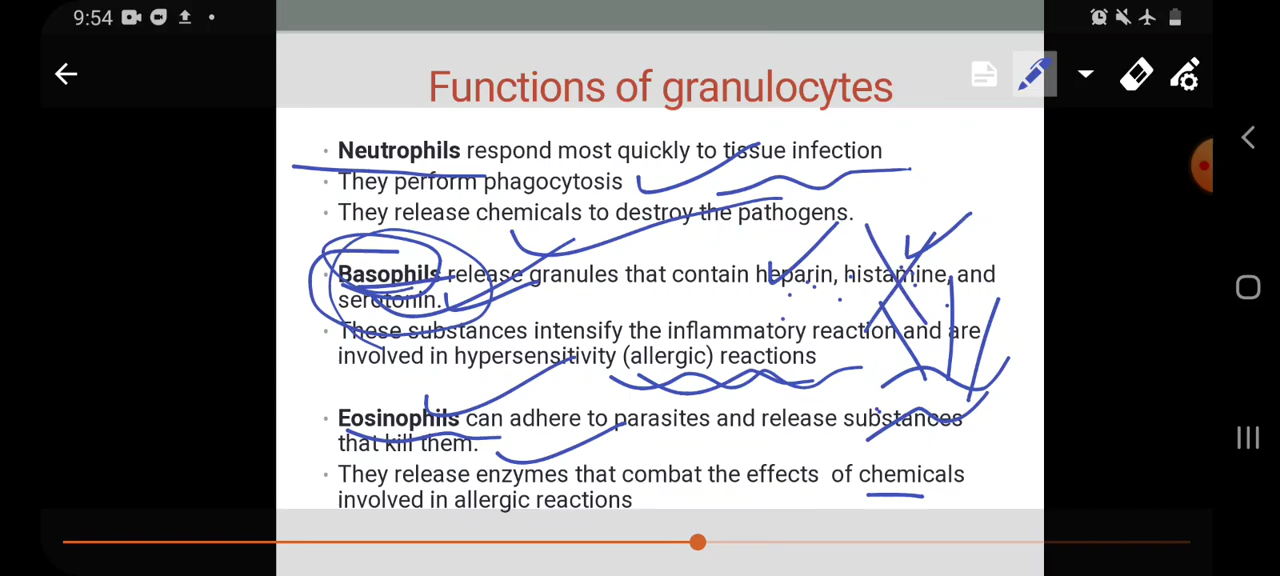 9:54
Functions of granulocytes
• Neutrophils respond most quickly to tissue infection
• They perform phagocytosis
• They release chemicals to destroy the pathogens.
• Basophils release granules that contain heparin, histamine, and
serotonin.
• These substances intensify the inflammatory reaction and are
involved in hypersensitivity (allergic) reactions
• Eosinophils can adhere to parasites and release substances
that kill them.
• They release enzymes that combat the effects of chemicals
involved in allergic reactions